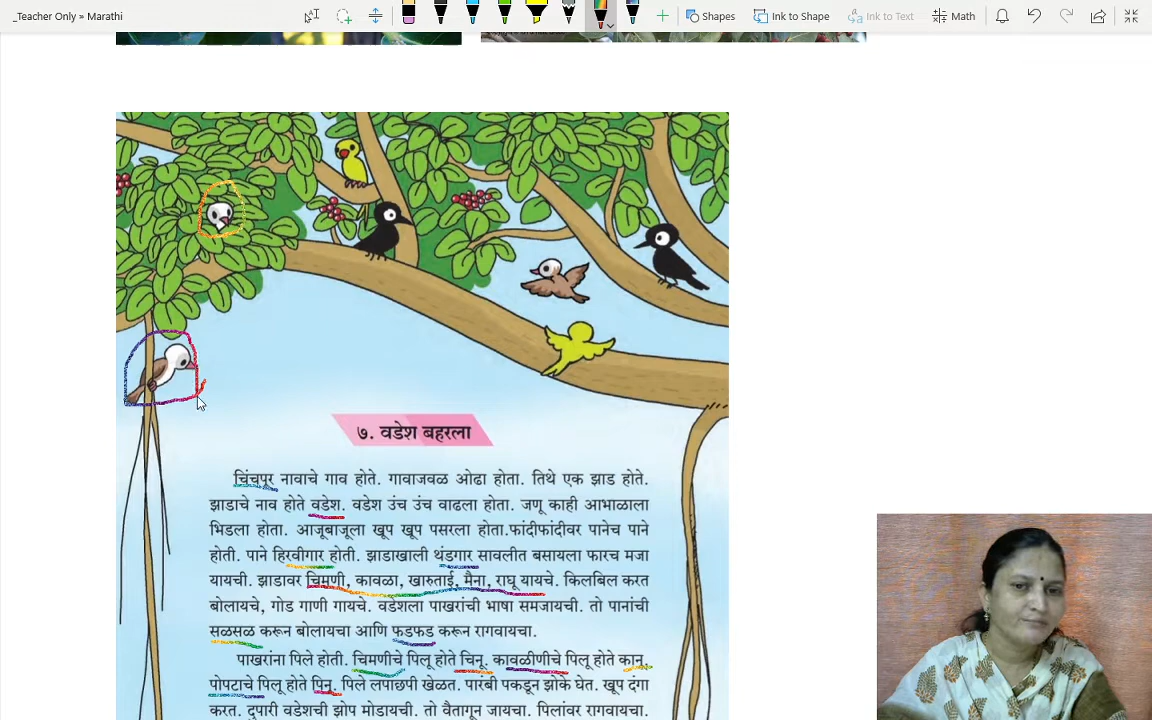 _Teacher Only » Marathi
Shapes Ink to Shape Ink to Text Math
७. वडेश बहरला
चिंचपूर नावाचे गाव होते. गावाजवळ ओढा होता. तिथे एक झाड होते.
झाडाचे नाव होते वडेश. वडेश उंच उंच वाढला होता. जणू काही आभाळाला
भिडला होता. आजूबाजूला खूप खूप पसरला होता.फांदीफांदीवर पानेच पाने
होती. पाने हिरवीगार होती. झाडाखाली थंडगार सावलीत बसायला फारच मजा
यायची. झाडावर चिमणी, कावळा, खारुताई, मैना, राघू यायचे. किलबिल करत
बोलायचे, गोड गाणी गायचे. वडेशला पाखरांची भाषा समजायची. तो पानांची
सळसळ करून बोलायचा आणि फडफड करून रागवायचा.
पाखरांना पिले होती. चिमणीचे पिलू होते चिनू. कावळीणीचे पिलू होते कानू.
पोपटाचे पिलू होते पिनू. पिले लपाछपी खेळत. पारंबी पकडून झोके घेत. खूप दंगा
करत. दुपारी वडेशची झोप मोडायची. तो वैतागून जायचा. पिलांवर रागवायचा.